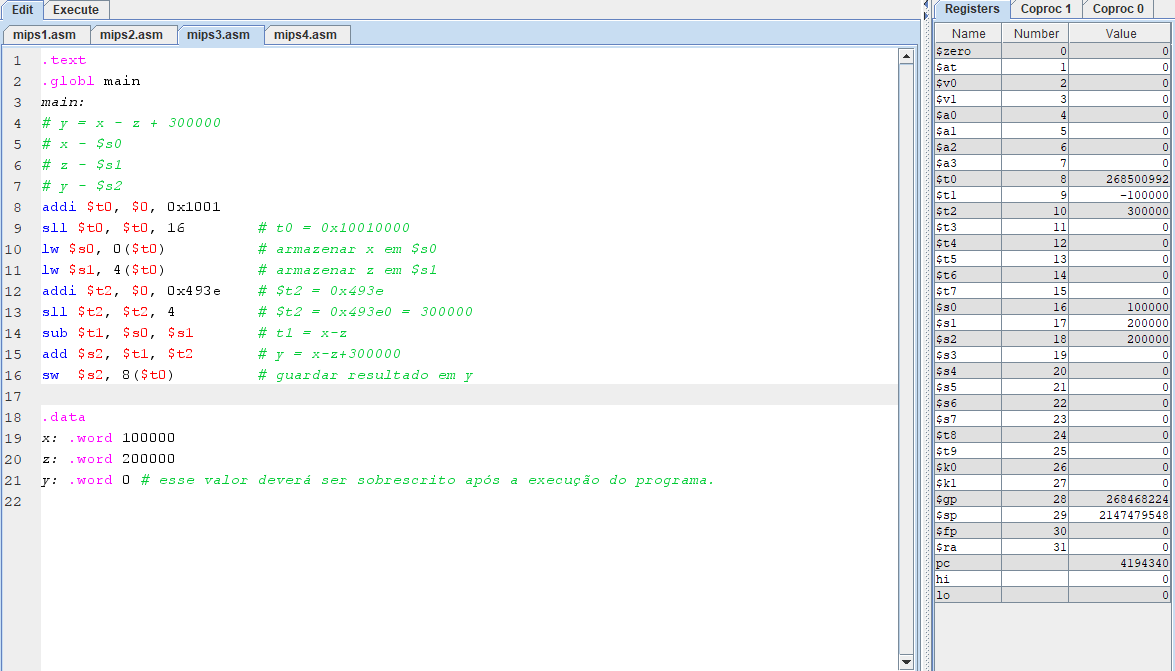 Edit Execute
mips1.asm mips2.asm mips3.asm mips4.asm
1 .text
2 .globl main
3 main:
4 # y = x - z + 300000
5 # x - $s0
6 # z - $s1
7 # y - $s2
8 addi $t0, $0, 0x1001
9 sll $t0, $t0, 16 # t0 = 0x10010000
10 lw $s0, 0($t0) # armazenar x em $s0
11 lw $s1, 4($t0) # armazenar z em $s1
12 addi $t2, $0, 0x493e # $t2 = 0x493e
13 sll $t2, $t2, 4 # $t2 = 0x493e0 = 300000
14 sub $t1, $s0, $s1 # t1 = x-z
15 add $s2, $t1, $t2 # y = x-z+300000
16 sw $s2, 8($t0) # guardar resultado em y
17
18 .data
19 x: .word 100000
20 z: .word 200000
21 y: .word 0 # esse valor deverá ser sobrescrito após a execução do programa.
22
Registers Coproc 1 Coproc 0
Name Number Value
$zero 0 0
$at 1 0
$v0 2 0
$v1 3 0
$a0 4 0
$a1 5 0
$a2 6 0
$a3 7 0
$t0 8 268500992
$t1 9 -100000
$t2 10 300000
$t3 11 0
$t4 12 0
$t5 13 0
$t6 14 0
$t7 15 0
$s0 16 100000
$s1 17 200000
$s2 18 200000
$s3 19 0
$s4 20 0
$s5 21 0
$s6 22 0
$s7 23 0
$t8 24 0
$t9 25 0
$k0 26 0
$k1 27 0
$gp 28 268468224
$sp 29 2147479548
$fp 30 0
$ra 31 0
pc 4194340
hi 0
lo 0